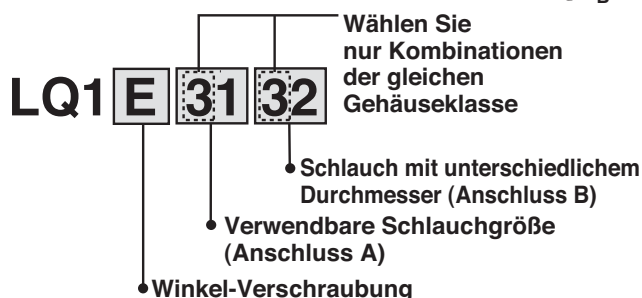 Wählen Sie
nur Kombinationen
der gleichen
Gehäuseklasse
LQ1 E 31 32
Schlauch mit unterschiedlichem
Durchmesser (Anschluss B)
Verwendbare Schlauchgröße
(Anschluss A)
Winkel-Verschraubung